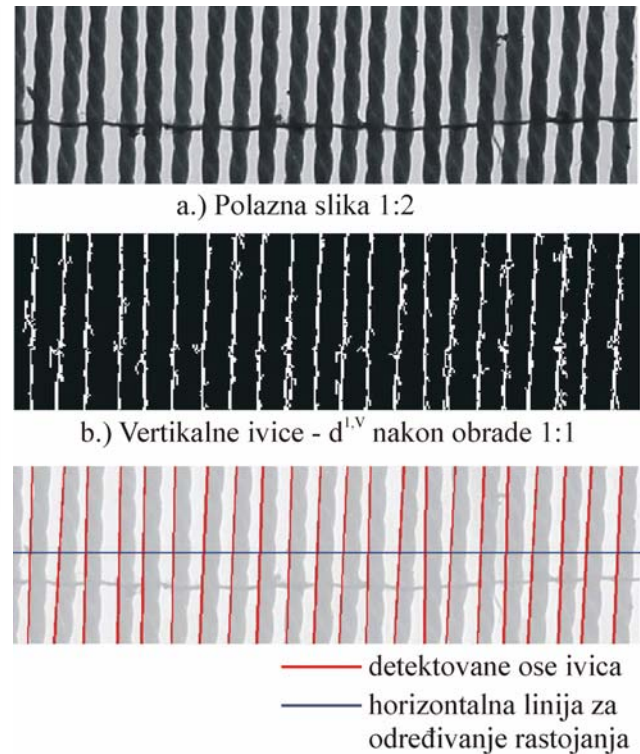 a.) Polazna slika 1:2
b.) Vertikalne ivice - d¹,ⱽ nakon obrade 1:1
detektovane ose ivica
horizontalna linija za
određivanje rastojanja